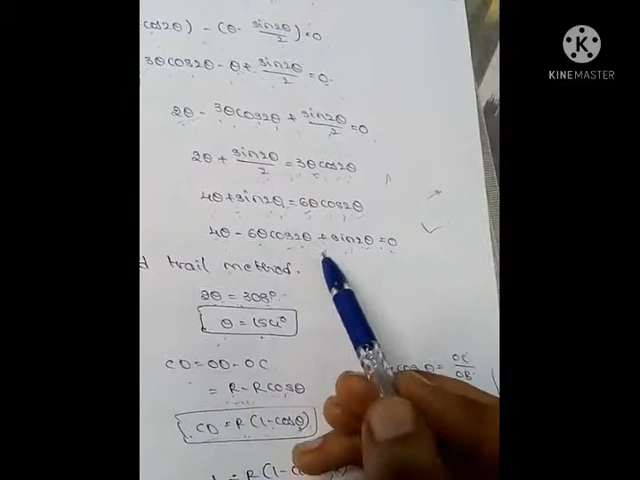 cos2θ) - (θ - sin2θ/2) = 0
3θcos2θ - θ + sin2θ/2 = 0.
2θ - 3θcos2θ + sin2θ/2 = 0
2θ + sin2θ/2 = 3θcos2θ
4θ + sin2θ = 6θcos2θ
4θ - 6θcos2θ + sin2θ = 0
trail method.
2θ = 308°
θ = 154°
CD = OD - OC
= R - Rcosθ
CD = R(1-cosθ)
cosθ = OC/OB
= R(1-
K
KINEMASTER